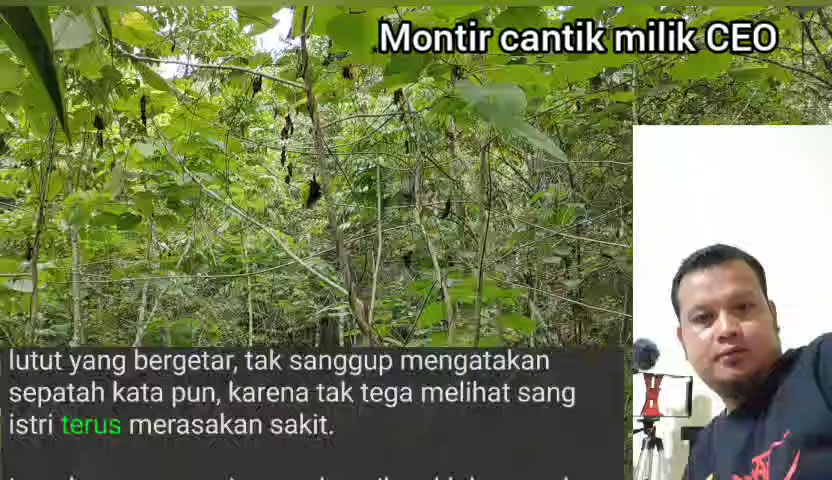 Montir cantik milik CEO
lutut yang bergetar, tak sanggup mengatakan
sepatah kata pun, karena tak tega melihat sang
istri terus merasakan sakit.